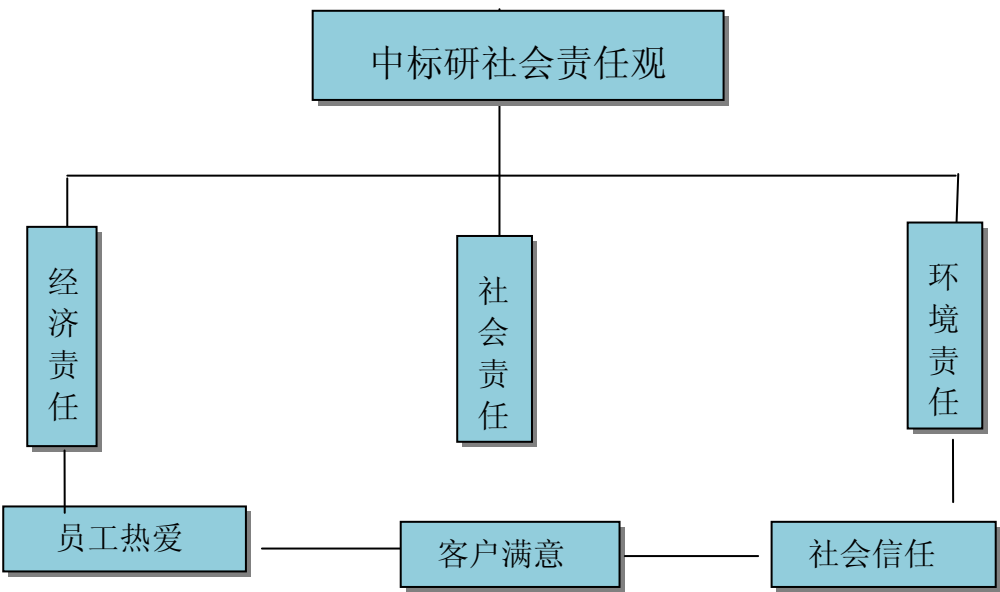 中标研社会责任观
经济责任
社会责任
环境责任
员工热爱
客户满意
社会信任